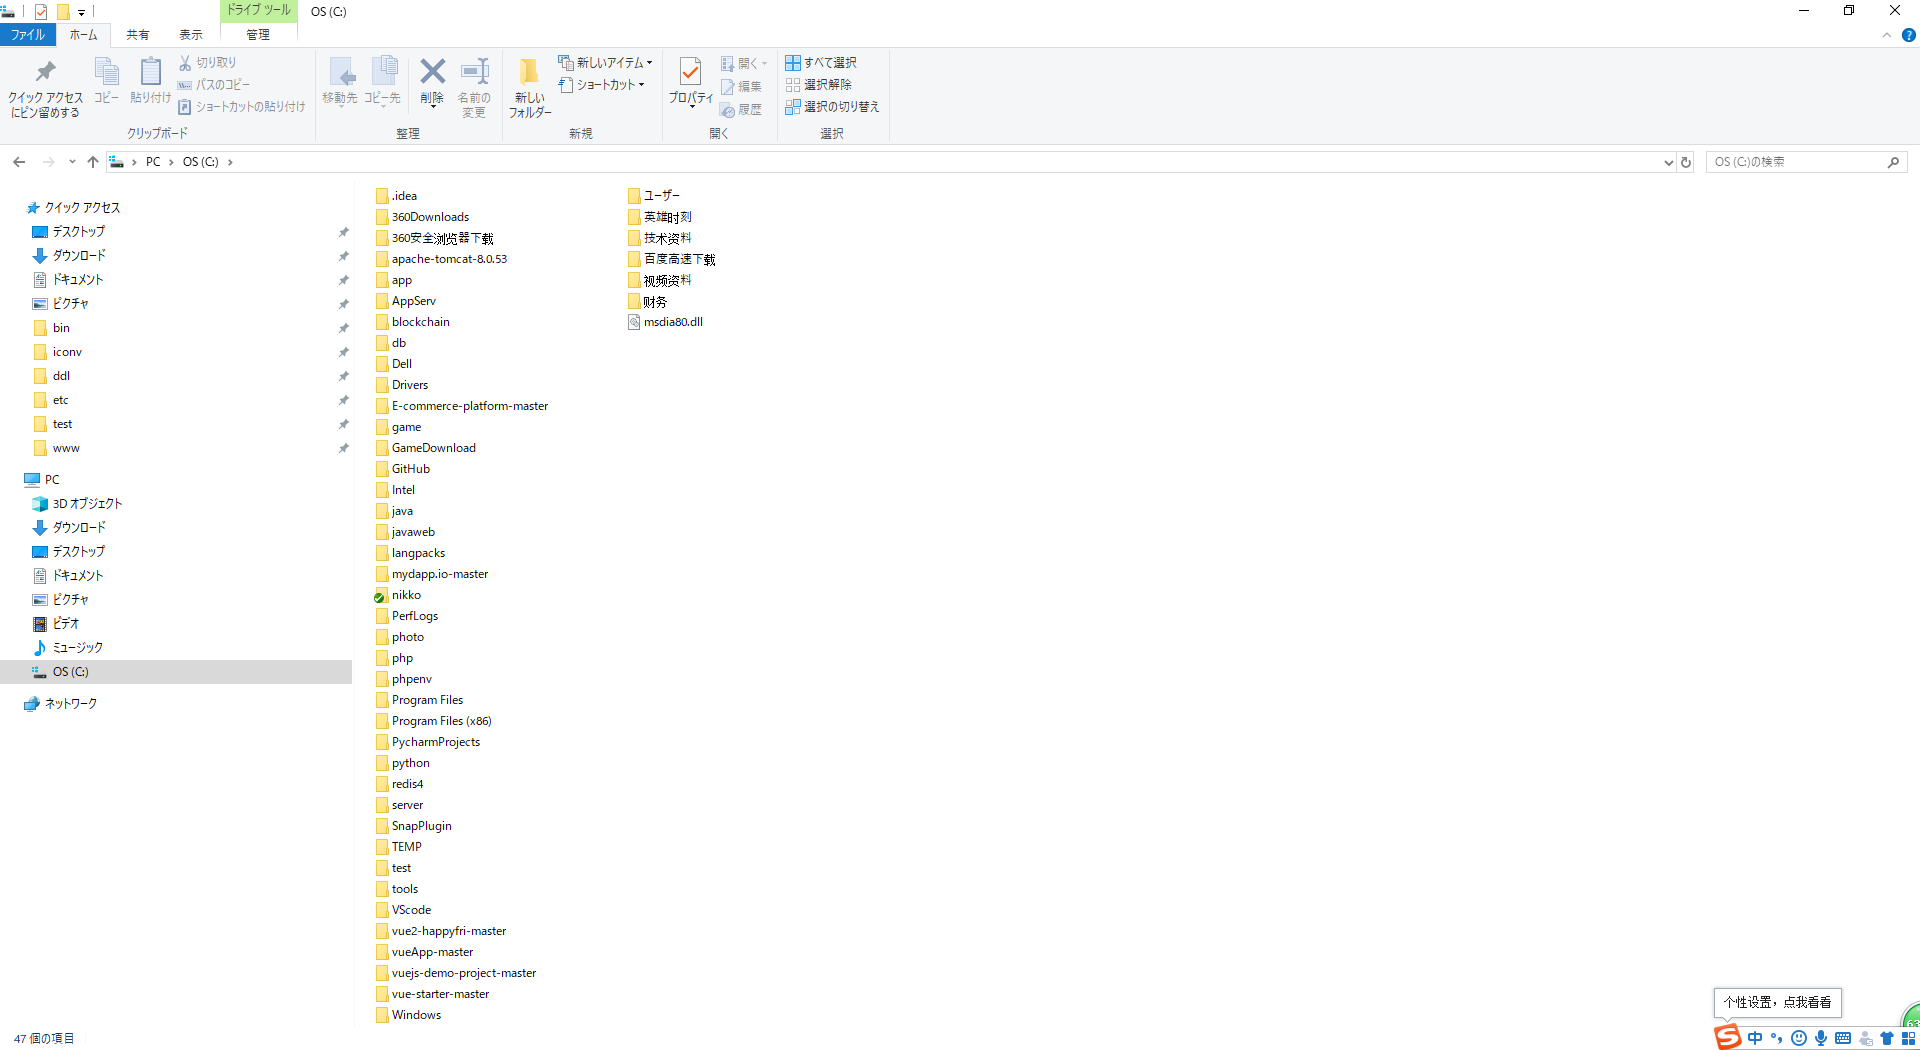 ドライブ ツール
OS (C:)
ファイル
ホーム
共有
表示
管理
クイック アクセス
にピン留めする
コピー
貼り付け
切り取り
パスのコピー
ショートカットの貼り付け
クリップボード
移動先
コピー先
削除
名前の
変更
整理
新しい
フォルダー
新しいアイテム
ショートカット
新規
プロパティ
開く
編集
履歴
開く
すべて選択
選択解除
選択の切り替え
選択
PC
OS (C:)
OS (C:)の検索
クイック アクセス
デスクトップ
ダウンロード
ドキュメント
ピクチャ
bin
iconv
ddl
etc
test
www
PC
3D オブジェクト
ダウンロード
デスクトップ
ドキュメント
ピクチャ
ビデオ
ミュージック
OS (C:)
ネットワーク
.idea
360Downloads
360安全浏览器下载
apache-tomcat-8.0.53
app
AppServ
blockchain
db
Dell
Drivers
E-commerce-platform-master
game
GameDownload
GitHub
Intel
java
javaweb
langpacks
mydapp.io-master
nikko
PerfLogs
photo
php
phpenv
Program Files
Program Files (x86)
PycharmProjects
python
redis4
server
SnapPlugin
TEMP
test
tools
VScode
vue2-happyfri-master
vueApp-master
vuejs-demo-project-master
vue-starter-master
Windows
ユーザー
英雄时刻
技术资料
百度高速下载
视频资料
财务
msdia80.dll
47 個の項目
个性设置，点我看看
中